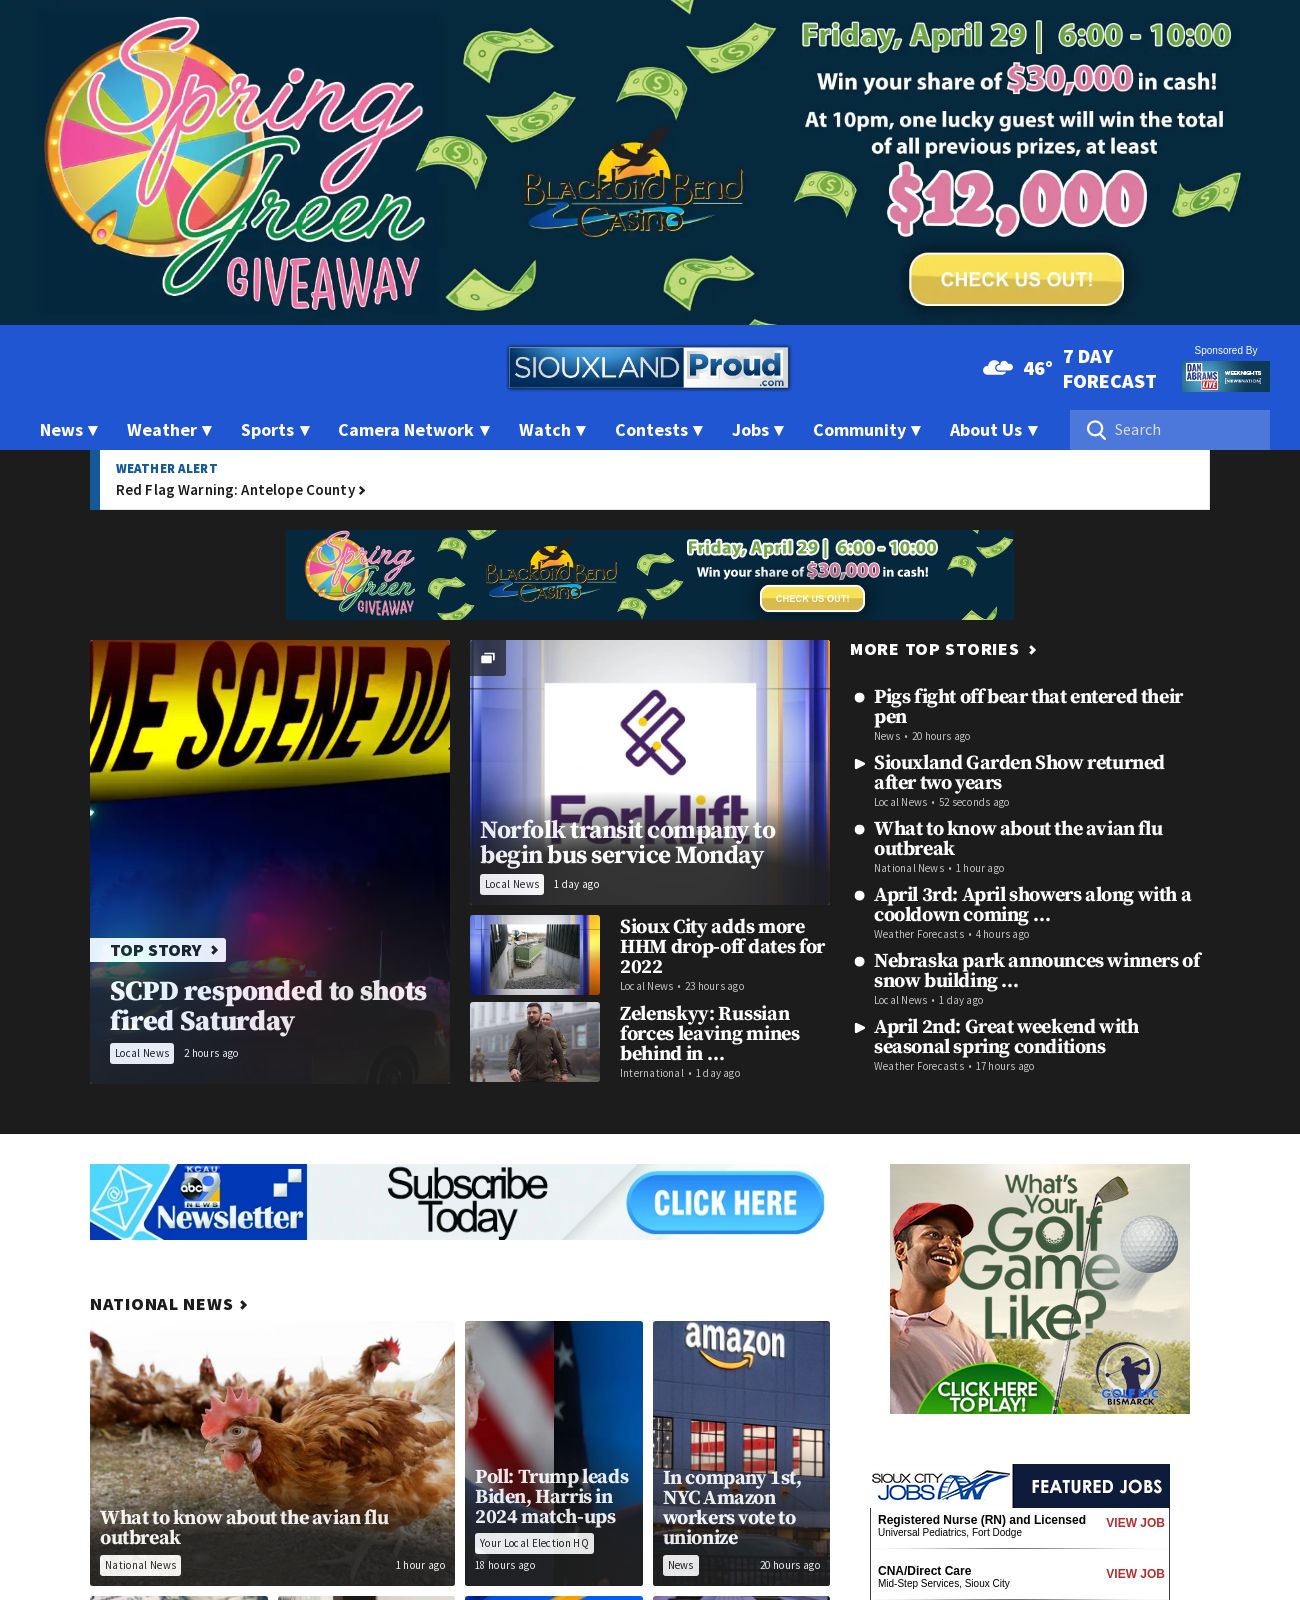 Spring
Green
GIVEAWAY
BLACKBIRD BEND
CASINO
Friday, April 29 | 6:00 - 10:00
Win your share of $30,000 in cash!
At 10pm, one lucky guest will win the total
of all previous prizes, at least
$12,000
CHECK US OUT!
SIOUXLAND Proud
.com
46°
7 DAY
FORECAST
Sponsored By
DAN
ABRAMS
LIVE
WEEKNIGHTS
NEWSNATION
News ▼
Weather ▼
Sports ▼
Camera Network ▼
Watch ▼
Contests ▼
Jobs ▼
Community ▼
About Us ▼
Search
WEATHER ALERT
Red Flag Warning: Antelope County
Spring
Green
GIVEAWAY
BLACKBIRD BEND
CASINO
Friday, April 29 | 6:00 - 10:00
Win your share of $30,000 in cash!
CHECK US OUT!
ME SCENE DO
TOP STORY
SCPD responded to shots
fired Saturday
Local News 2 hours ago
Forklift
Norfolk transit company to
begin bus service Monday
Local News 1 day ago
Sioux City adds more
HHM drop-off dates for
2022
Local News • 23 hours ago
Zelenskyy: Russian
forces leaving mines
behind in …
International • 1 day ago
MORE TOP STORIES
Pigs fight off bear that entered their
pen
News • 20 hours ago
Siouxland Garden Show returned
after two years
Local News • 52 seconds ago
What to know about the avian flu
outbreak
National News • 1 hour ago
April 3rd: April showers along with a
cooldown coming …
Weather Forecasts • 4 hours ago
Nebraska park announces winners of
snow building …
Local News • 1 day ago
April 2nd: Great weekend with
seasonal spring conditions
Weather Forecasts • 17 hours ago
KCAU
abc 9
NEWS
Newsletter
Subscribe
Today
CLICK HERE
What's
Your
Golf
Game
Like?
CLICK HERE
TO PLAY!
GOLF NYC
BISMARCK
NATIONAL NEWS
What to know about the avian flu
outbreak
National News 1 hour ago
Poll: Trump leads
Biden, Harris in
2024 match-ups
Your Local Election HQ
18 hours ago
amazon
In company 1st,
NYC Amazon
workers vote to
unionize
News 20 hours ago
SIOUX CITY
JOBS
FEATURED JOBS
Registered Nurse (RN) and Licensed
Universal Pediatrics, Fort Dodge
VIEW JOB
CNA/Direct Care
Mid-Step Services, Sioux City
VIEW JOB